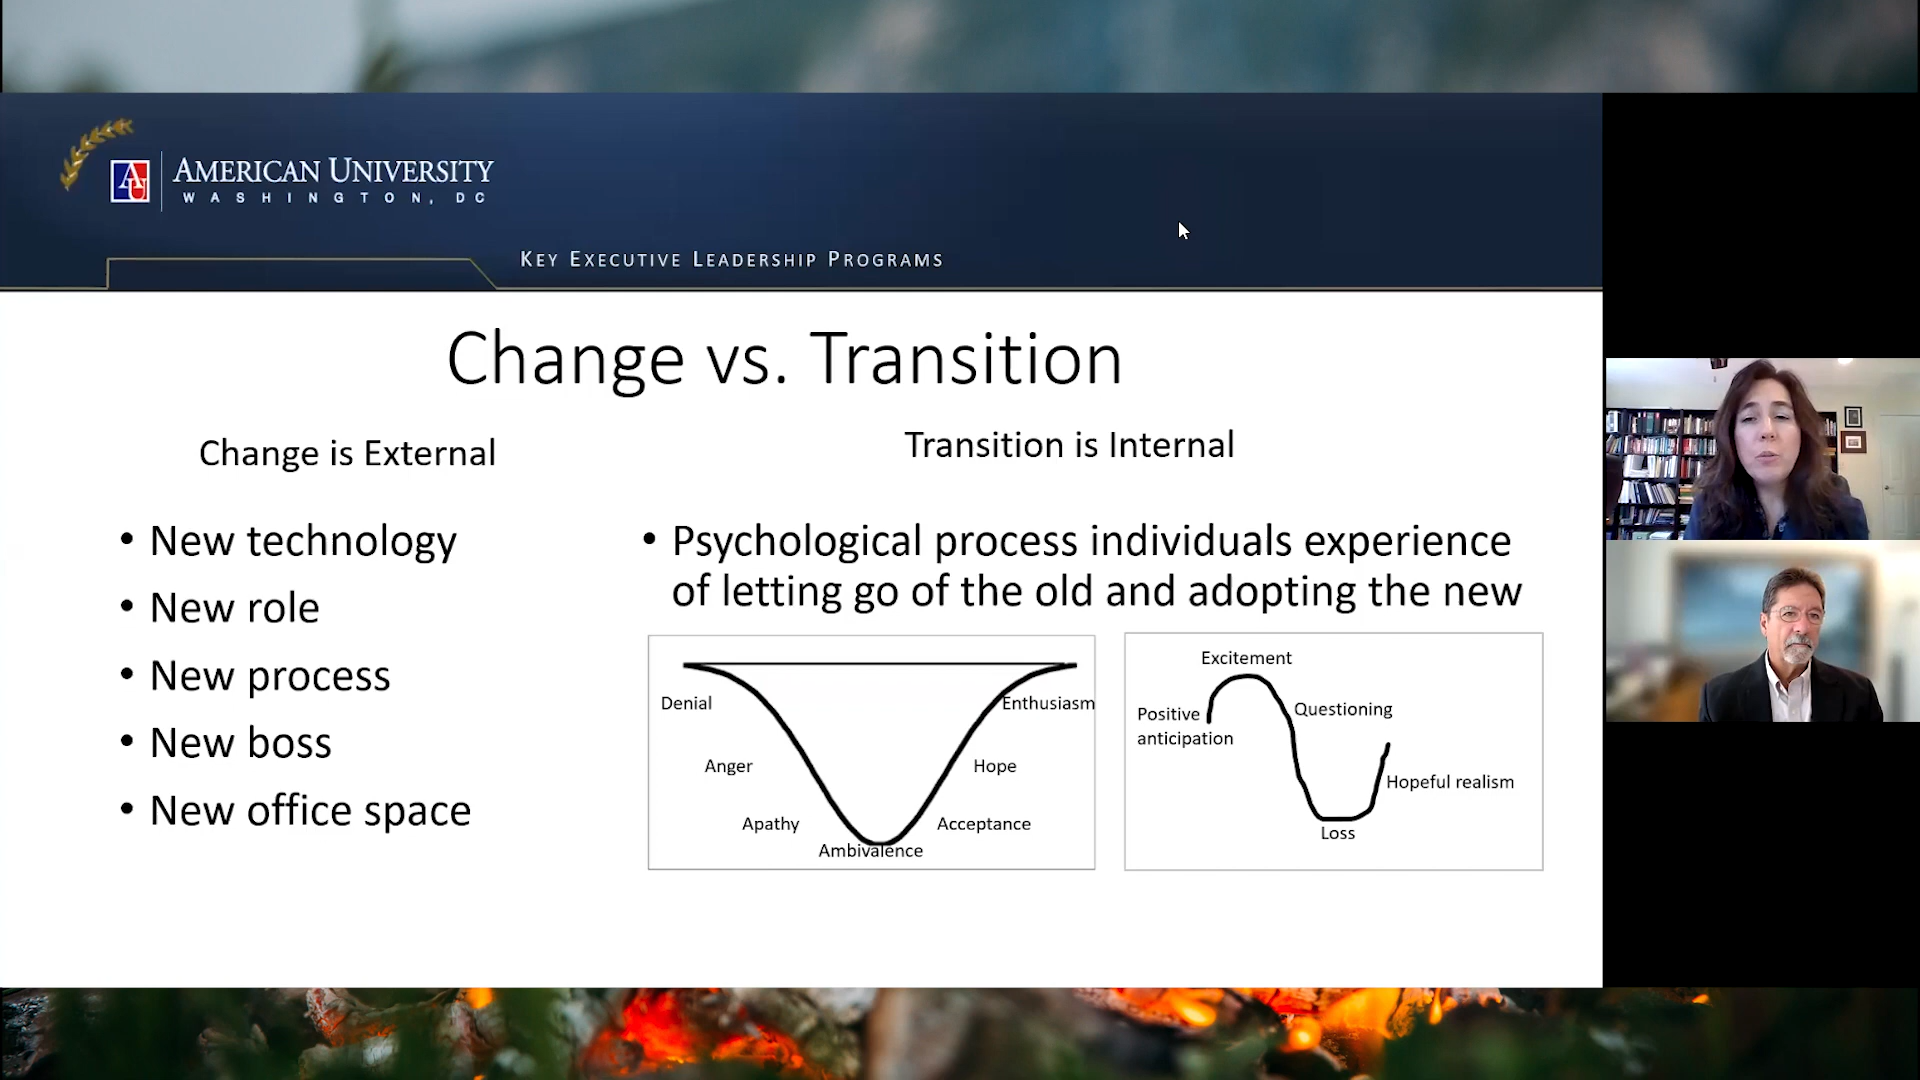 AMERICAN UNIVERSITY
WASHINGTON, DC
KEY EXECUTIVE LEADERSHIP PROGRAMS
Change vs. Transition
Change is External
• New technology
• New role
• New process
• New boss
• New office space
Transition is Internal
• Psychological process individuals experience
of letting go of the old and adopting the new
Denial
Anger
Apathy
Ambivalence
Acceptance
Hope
Enthusiasm
Positive
anticipation
Excitement
Questioning
Loss
Hopeful realism